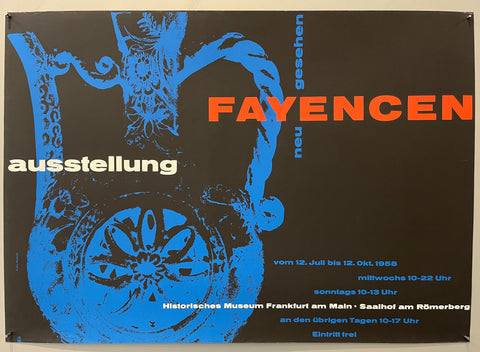 neu gesehen
FAYENCEN
ausstellung
vom 12. Juli bis 12. Okt. 1958
mittwochs 10-22 Uhr
sonntags 10-13 Uhr
Historisches Museum Frankfurt am Main · Saalhof am Römerberg
an den übrigen Tagen 10-17 Uhr
Eintritt frei